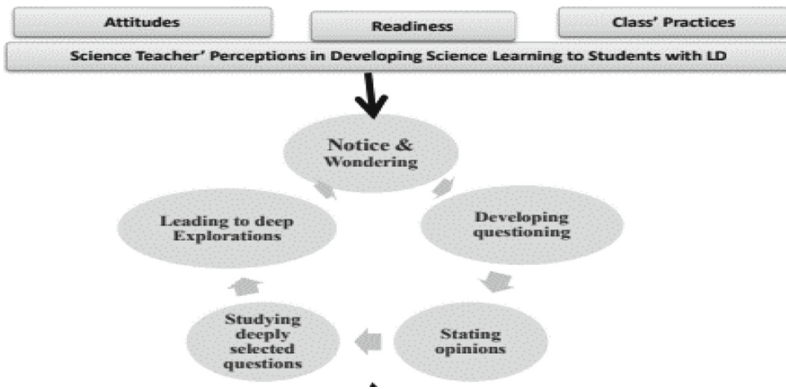 Attitudes
Readiness
Class' Practices
Science Teacher' Perceptions in Developing Science Learning to Students with LD
Notice &
Wondering
Developing
questioning
Stating
opinions
Studying
deeply
selected
questions
Leading to deep
Explorations